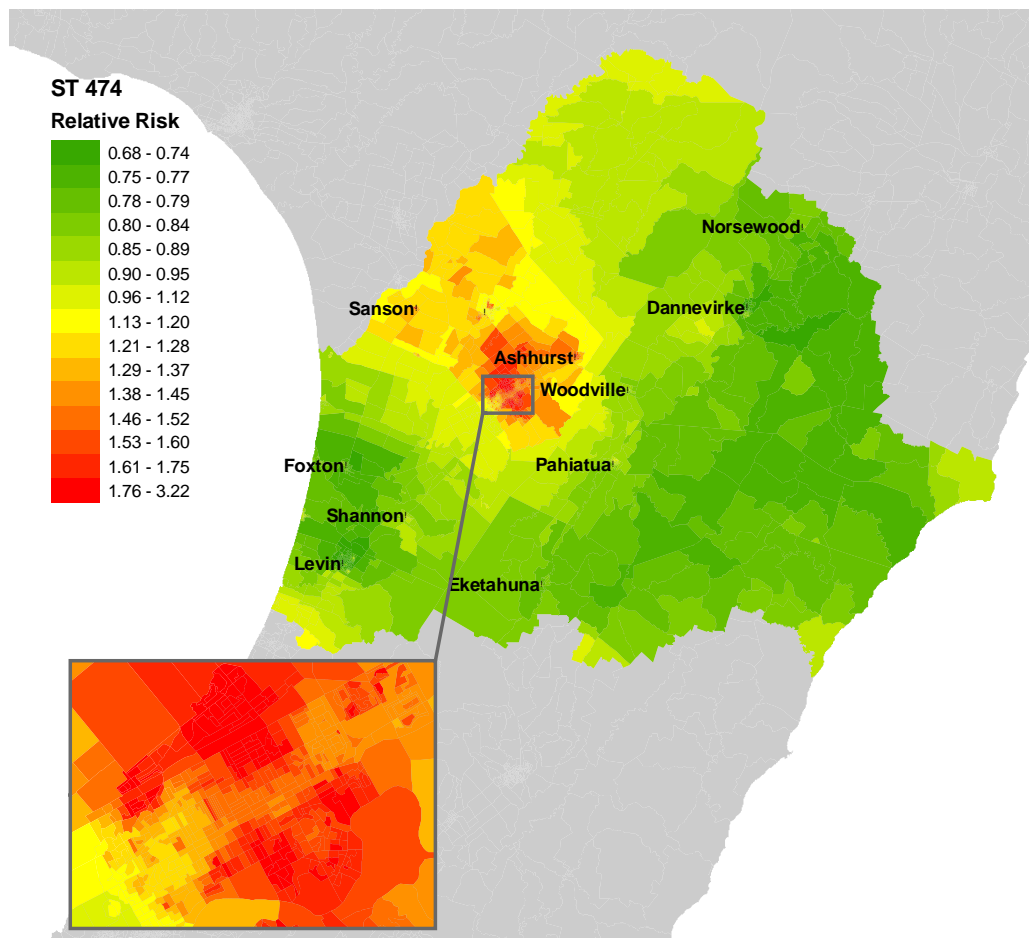 ST 474
Relative Risk
0.68 - 0.74
0.75 - 0.77
0.78 - 0.79
0.80 - 0.84
0.85 - 0.89
0.90 - 0.95
0.96 - 1.12
1.13 - 1.20
1.21 - 1.28
1.29 - 1.37
1.38 - 1.45
1.46 - 1.52
1.53 - 1.60
1.61 - 1.75
1.76 - 3.22
Norsewood
Sanson
Dannevirke
Ashhurst
Woodville
Foxton
Pahiatua
Shannon
Levin
Eketahuna